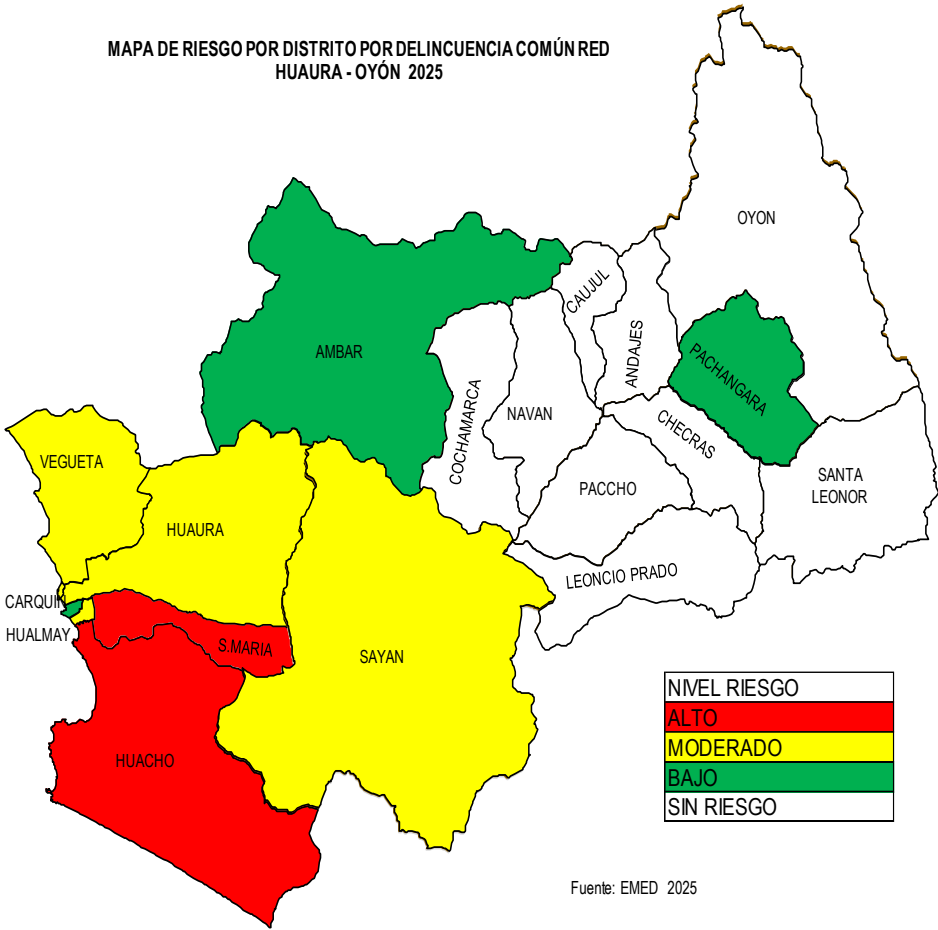 MAPA DE RIESGO POR DISTRITO POR DELINCUENCIA COMÚN RED
HUAURA - OYÓN 2025
OYON
CAUJUL
ANDAJES
AMBAR
PACHANGARA
COCHAMARCA
NAVAN
CHECRAS
VEGUETA
SANTA
LEONOR
PACCHO
HUAURA
LEONCIO PRADO
CARQUIN
HUALMAY
S.MARIA
SAYAN
HUACHO
NIVEL RIESGO
ALTO
MODERADO
BAJO
SIN RIESGO
Fuente: EMED 2025